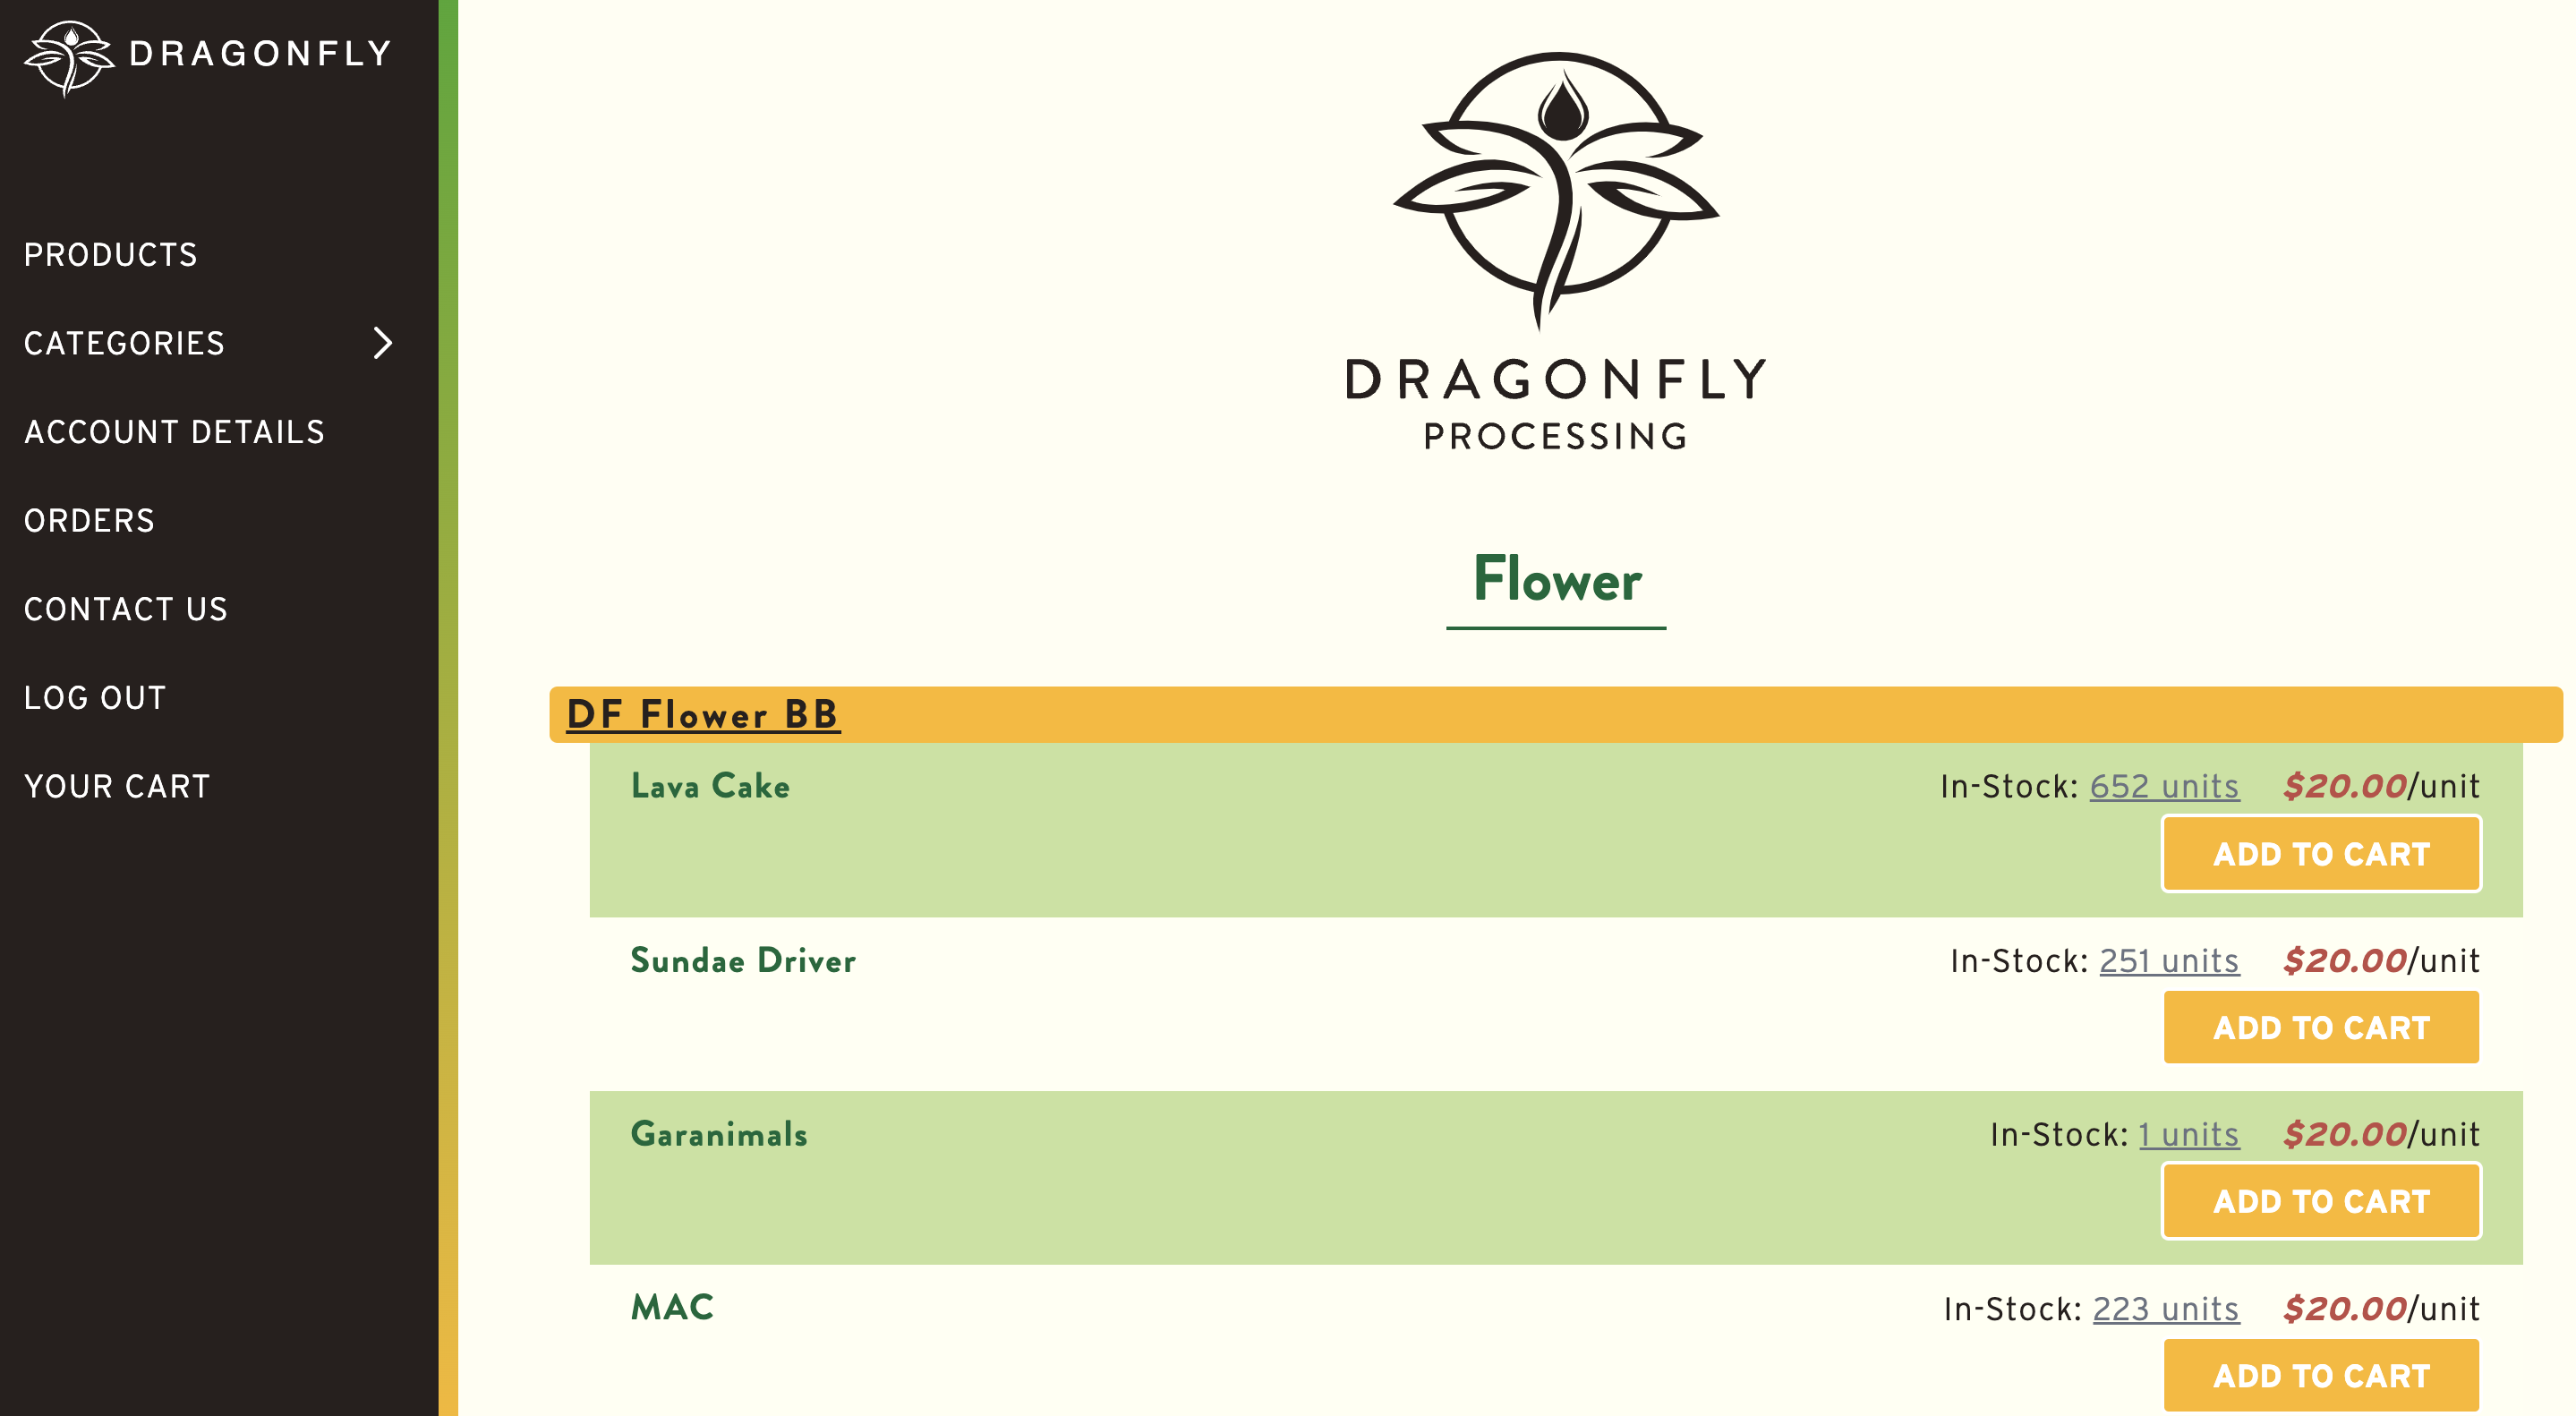 DRAGONFLY
PRODUCTS
CATEGORIES
ACCOUNT DETAILS
ORDERS
CONTACT US
LOG OUT
YOUR CART
DRAGONFLY
PROCESSING
Flower
DF Flower BB
Lava Cake In-Stock: 652 units $20.00/unit
ADD TO CART
Sundae Driver In-Stock: 251 units $20.00/unit
ADD TO CART
Garanimals In-Stock: 1 units $20.00/unit
ADD TO CART
MAC In-Stock: 223 units $20.00/unit
ADD TO CART